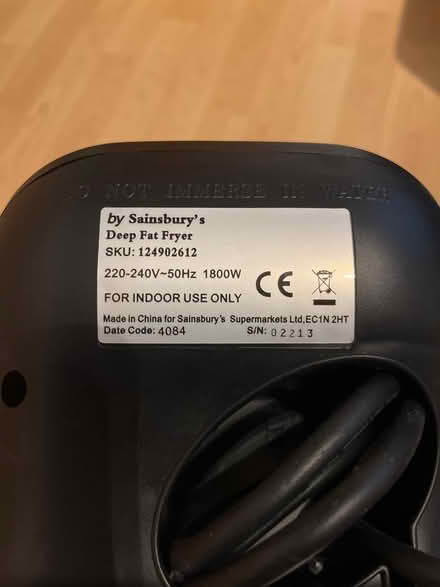 DO NOT IMMERSE IN WATER
by Sainsbury's
Deep Fat Fryer
SKU: 124902612
220-240V~50Hz 1800W
CE
FOR INDOOR USE ONLY
Made in China for Sainsbury's Supermarkets Ltd,EC1N 2HT
Date Code: 4084 S/N: 02213